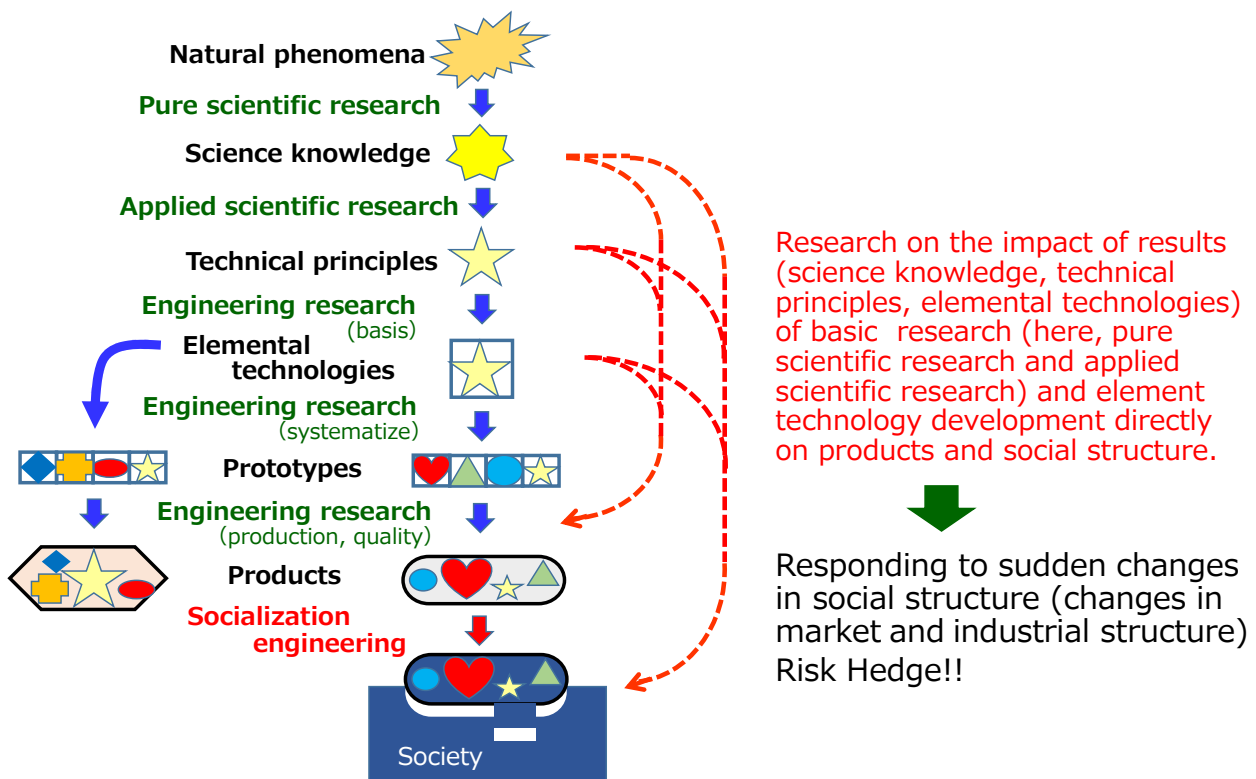 Natural phenomena
Pure scientific research
Science knowledge
Applied scientific research
Technical principles
Engineering research
(basis)
Elemental
technologies
Engineering research
(systematize)
Prototypes
Engineering research
(production, quality)
Products
Socialization
engineering
Society
Research on the impact of results
(science knowledge, technical
principles, elemental technologies)
of basic research (here, pure
scientific research and applied
scientific research) and element
technology development directly
on products and social structure.
Responding to sudden changes
in social structure (changes in
market and industrial structure)
Risk Hedge!!